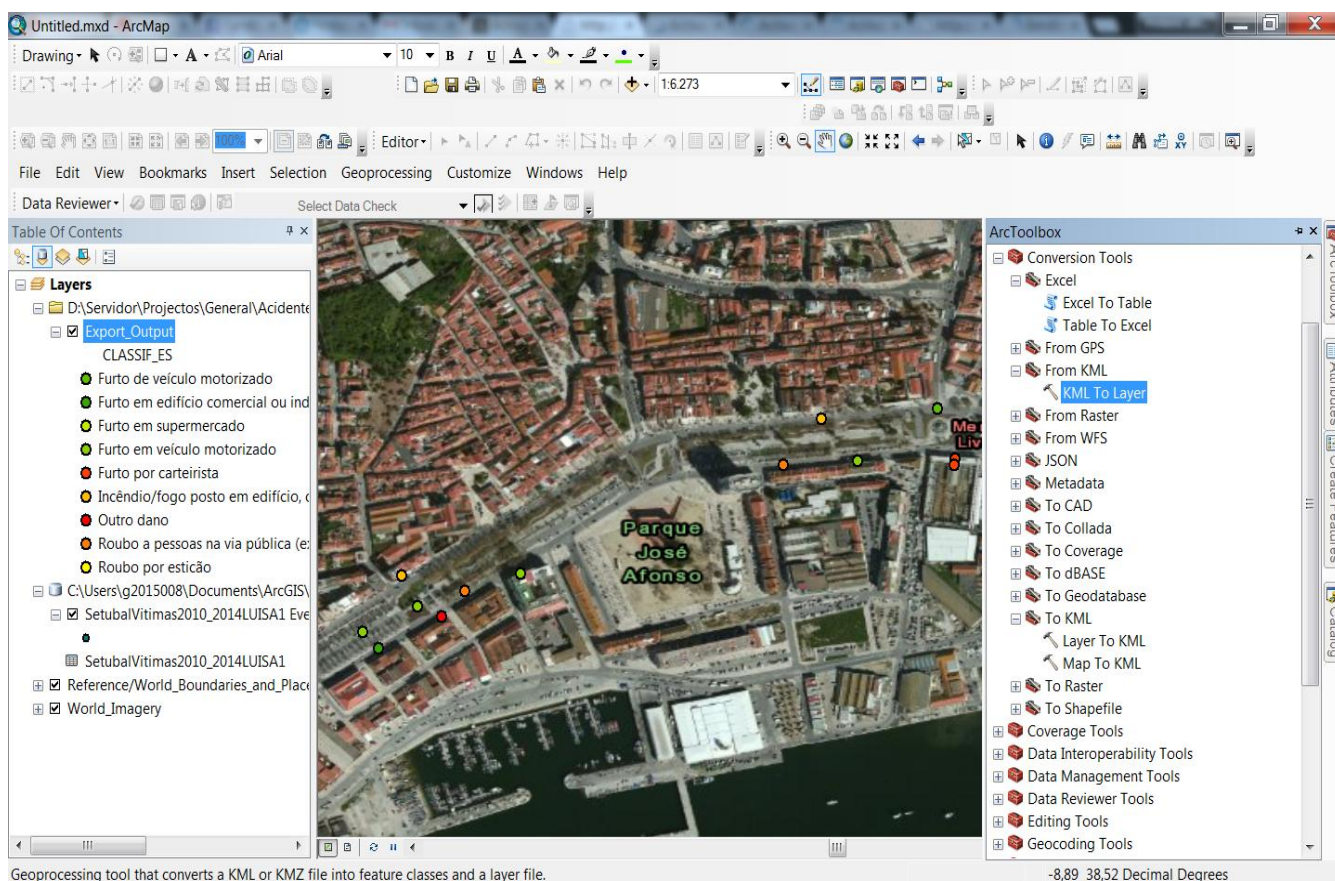 Untitled.mxd - ArcMap
Drawing A Arial 10 B I U A
1:6.273
100% Editor
File Edit View Bookmarks Insert Selection Geoprocessing Customize Windows Help
Data Reviewer Select Data Check
Table Of Contents
Layers
D:\Servidor\Projectos\General\Acidente
Export_Output
CLASSIF_ES
Furto de veículo motorizado
Furto em edifício comercial ou ind
Furto em supermercado
Furto em veículo motorizado
Furto por carteirista
Incêndio/fogo posto em edifício, c
Outro dano
Roubo a pessoas na via pública (e
Roubo por esticão
C:\Users\g2015008\Documents\ArcGIS\
SetubalVitimas2010_2014LUISA1 Eve
SetubalVitimas2010_2014LUISA1
Reference/World_Boundaries_and_Place
World_Imagery
Me
Liv
Parque
José
Afonso
ArcToolbox
Conversion Tools
Excel
Excel To Table
Table To Excel
From GPS
From KML
KML To Layer
From Raster
From WFS
JSON
Metadata
To CAD
To Collada
To Coverage
To dBASE
To Geodatabase
To KML
Layer To KML
Map To KML
To Raster
To Shapefile
Coverage Tools
Data Interoperability Tools
Data Management Tools
Data Reviewer Tools
Editing Tools
Geocoding Tools
ArcToolbox
Attributes
Create Features
Catalog
Geoprocessing tool that converts a KML or KMZ file into feature classes and a layer file.
-8,89 38,52 Decimal Degrees